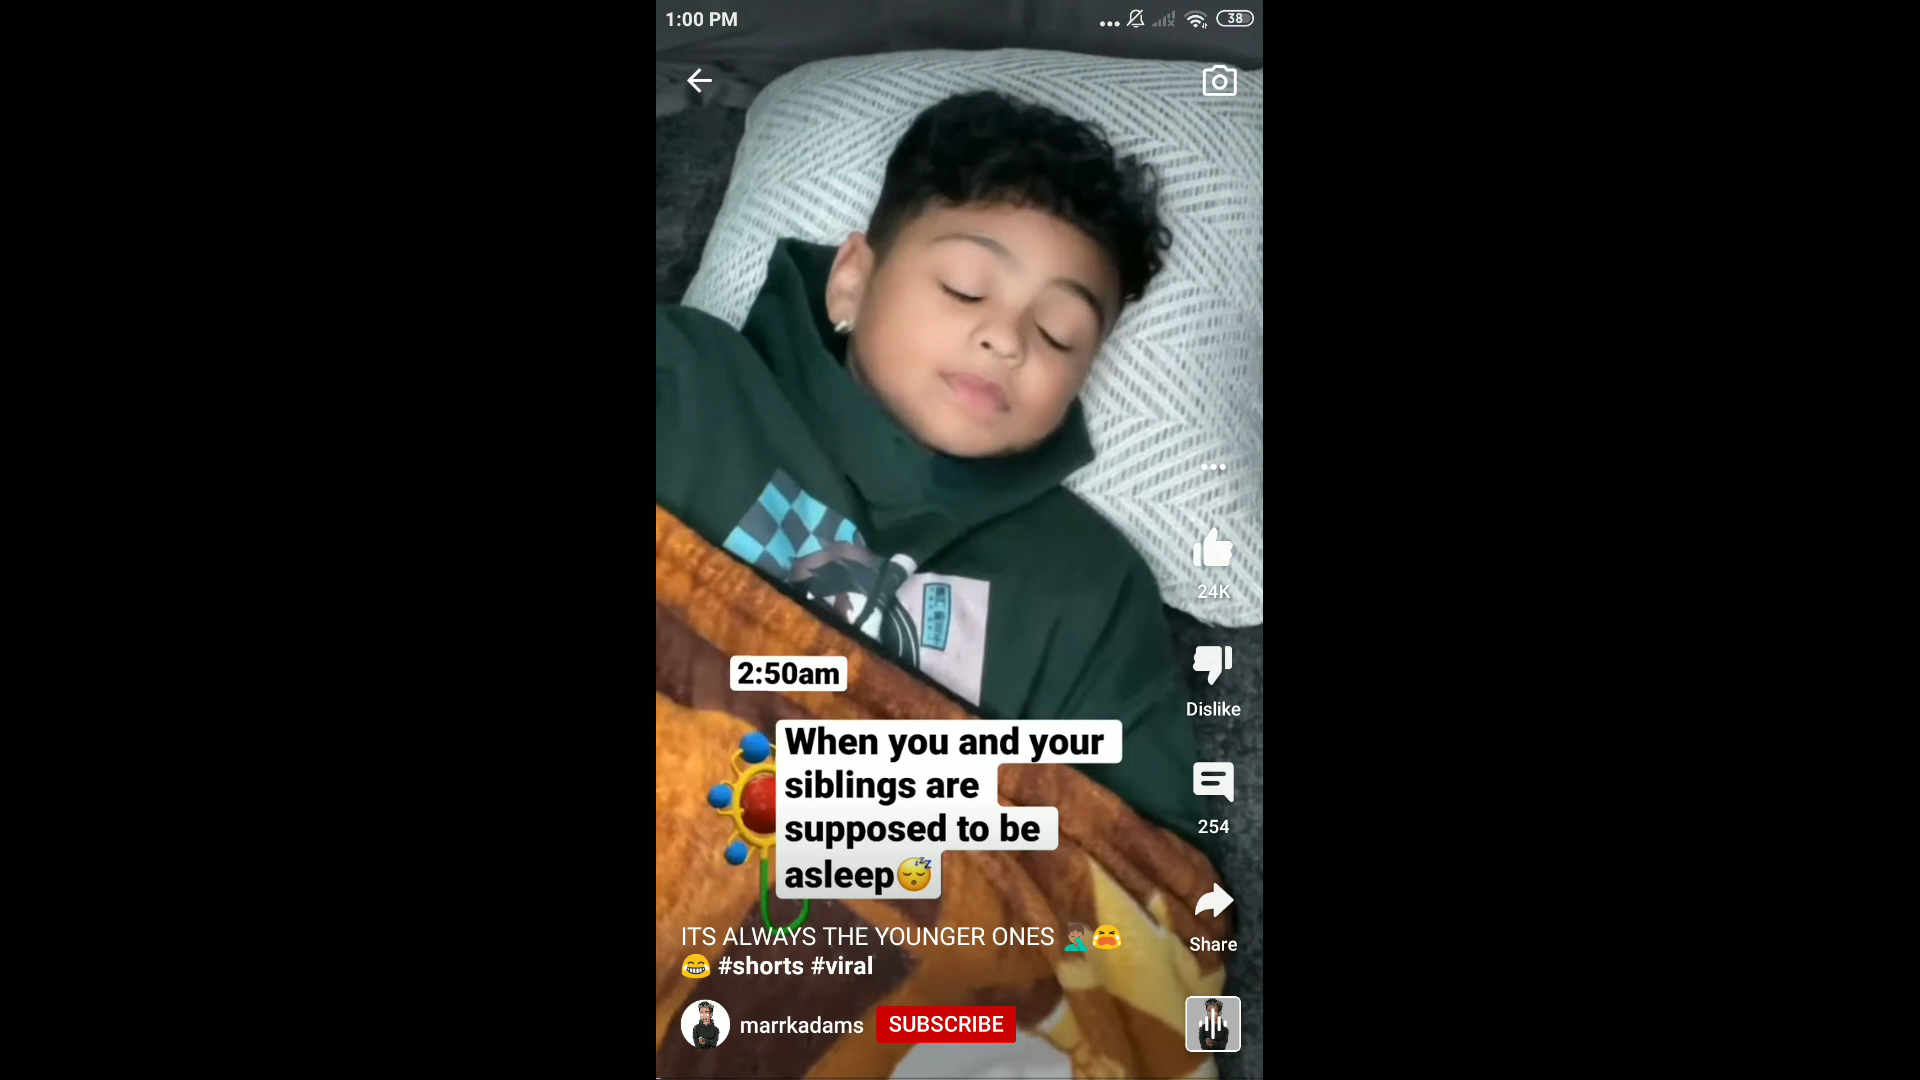 1:00 PM
38
24K
2:50am
Dislike
When you and your
siblings are
supposed to be
asleep😴
254
ITS ALWAYS THE YOUNGER ONES 🤦🏽‍♂️😭
😂 #shorts #viral
Share
marrkadams
SUBSCRIBE